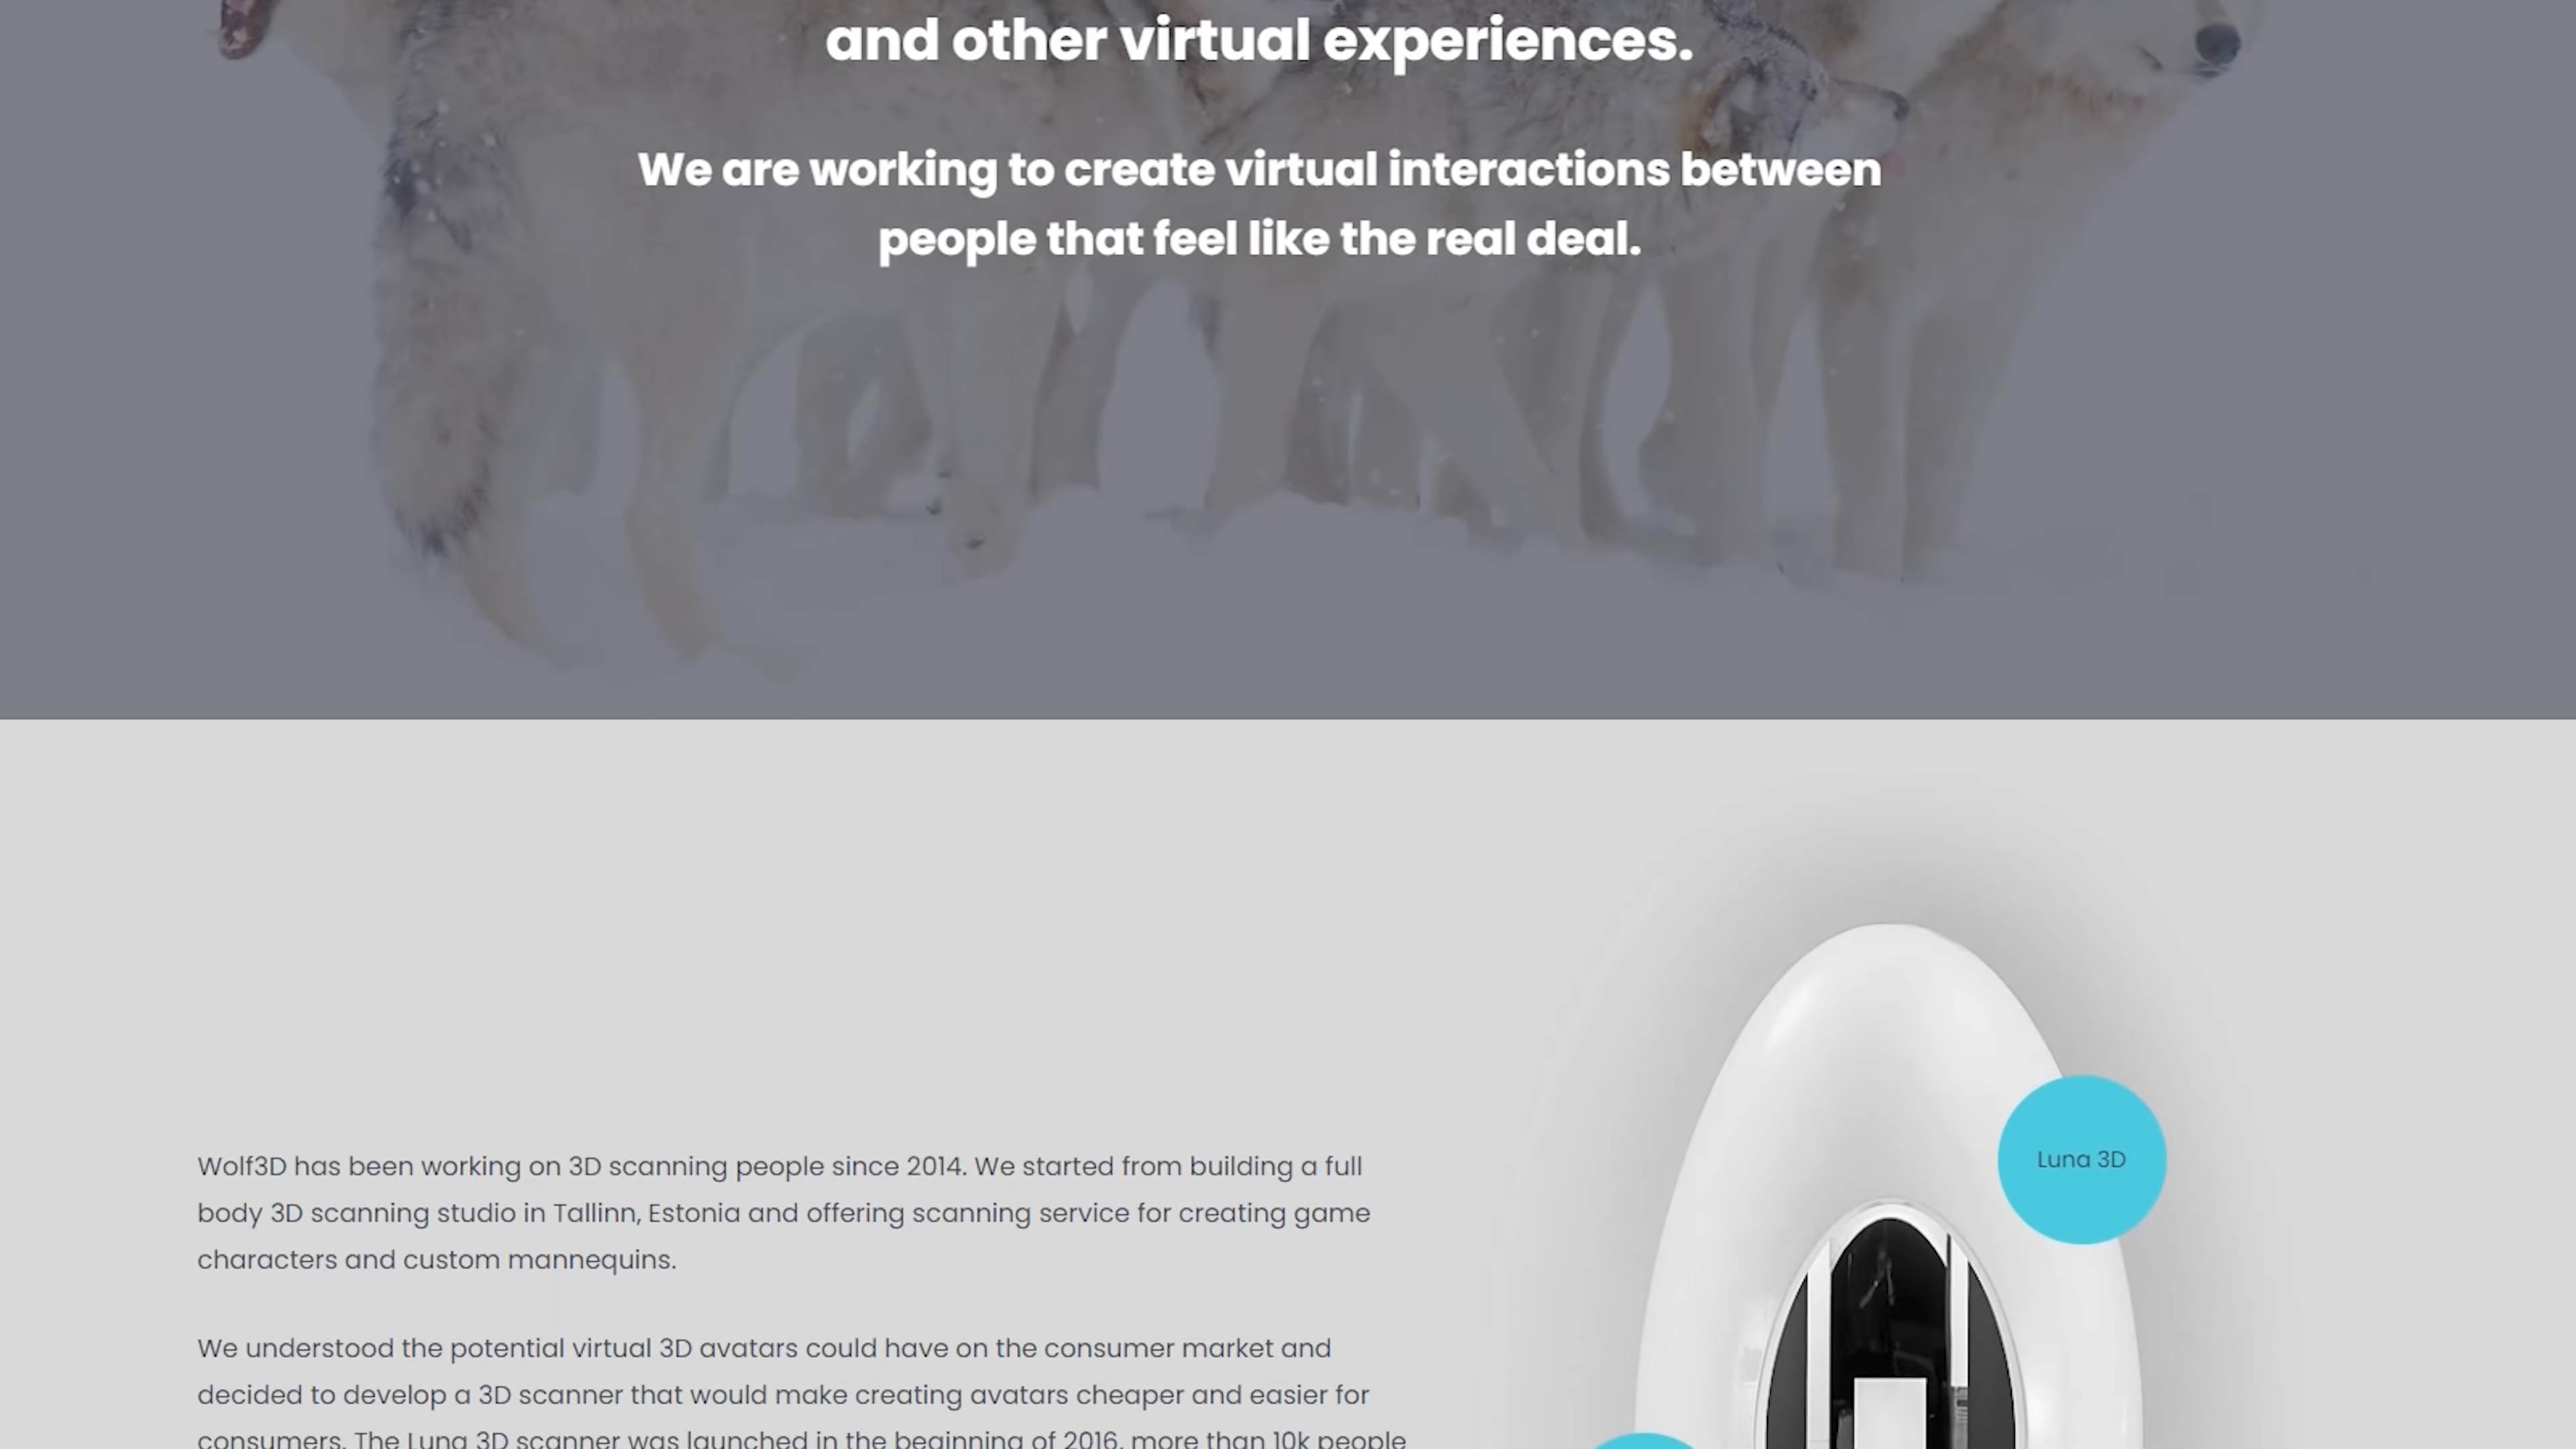 and other virtual experiences.
We are working to create virtual interactions between
people that feel like the real deal.
Luna 3D
Wolf3D has been working on 3D scanning people since 2014. We started from building a full
body 3D scanning studio in Tallinn, Estonia and offering scanning service for creating game
characters and custom mannequins.
We understood the potential virtual 3D avatars could have on the consumer market and
decided to develop a 3D scanner that would make creating avatars cheaper and easier for
consumers. The Luna 3D scanner was launched in the beginning of 2016, more than 10k people